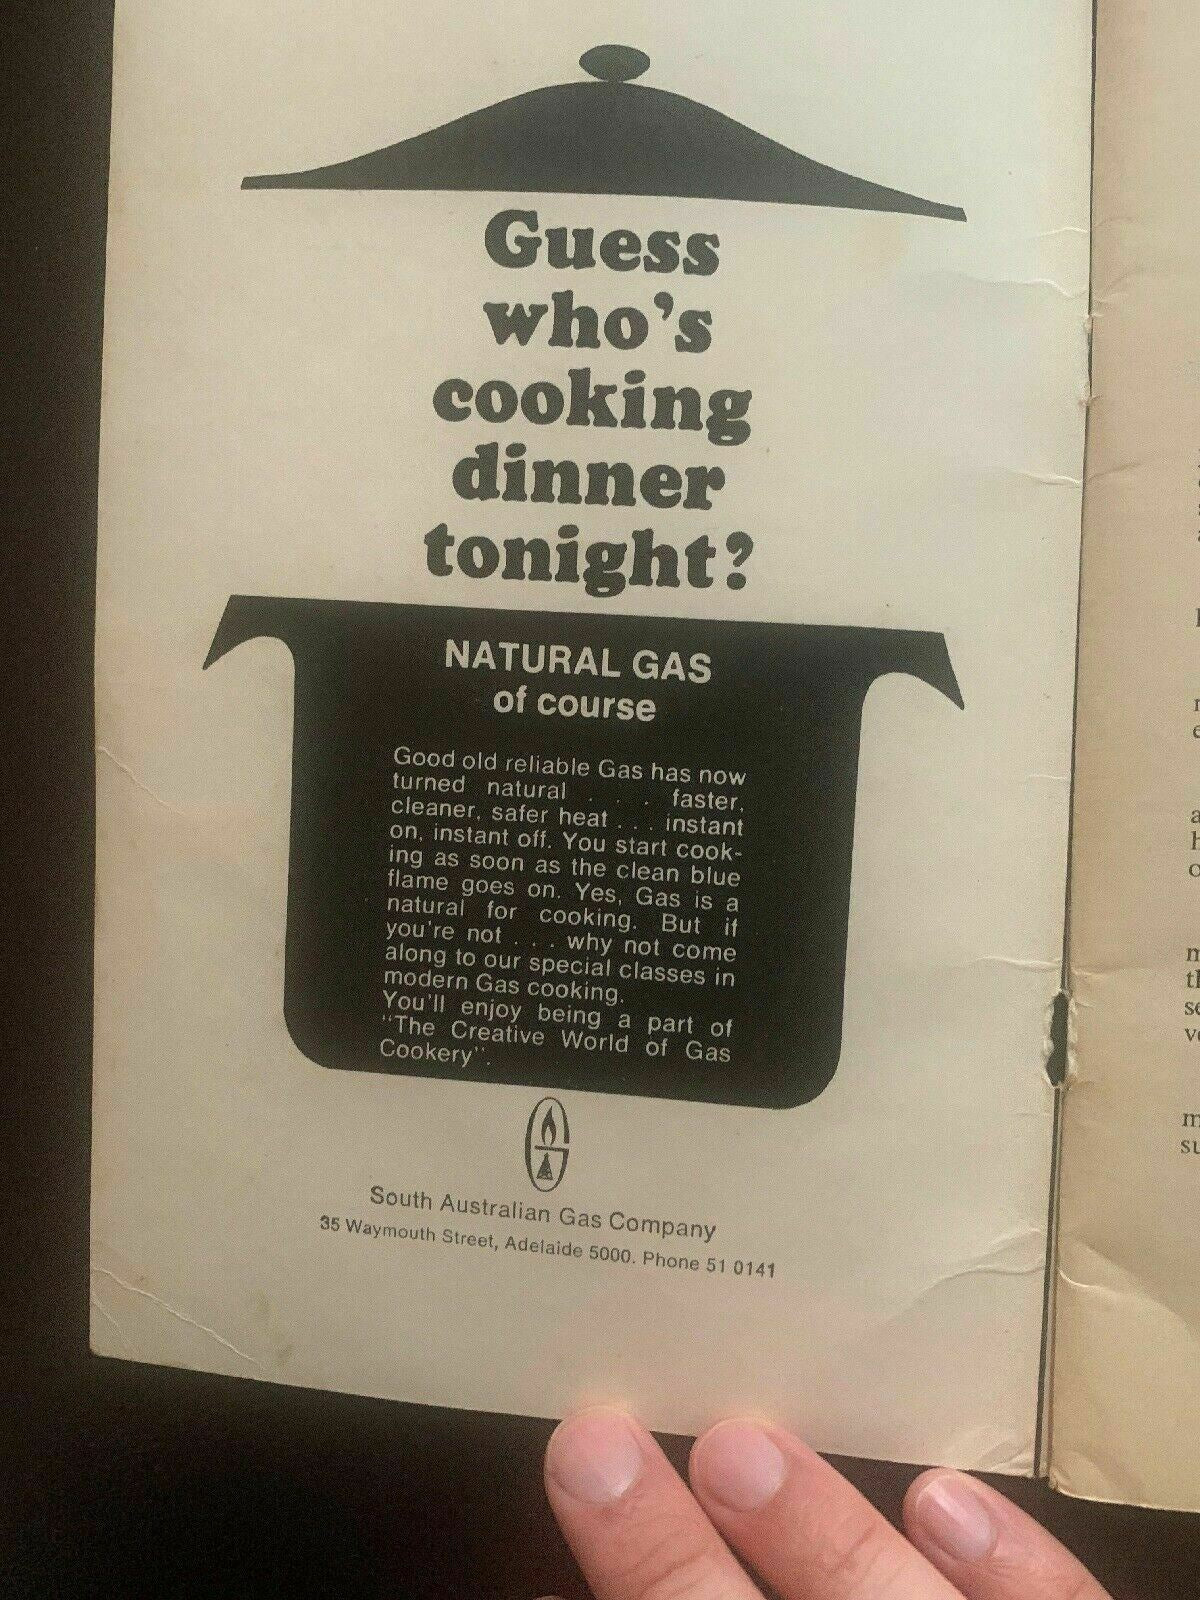 Guess
who's
cooking
dinner
tonight?
NATURAL GAS
of course
Good old reliable Gas has now
turned natural . . . faster,
cleaner, safer heat . . . instant
on, instant off. You start cook-
ing as soon as the clean blue
flame goes on. Yes, Gas is a
natural for cooking. But if
you're not . . . why not come
along to our special classes in
modern Gas cooking.
You'll enjoy being a part of
"The Creative World of Gas
Cookery".
South Australian Gas Company
35 Waymouth Street, Adelaide 5000. Phone 51 0141